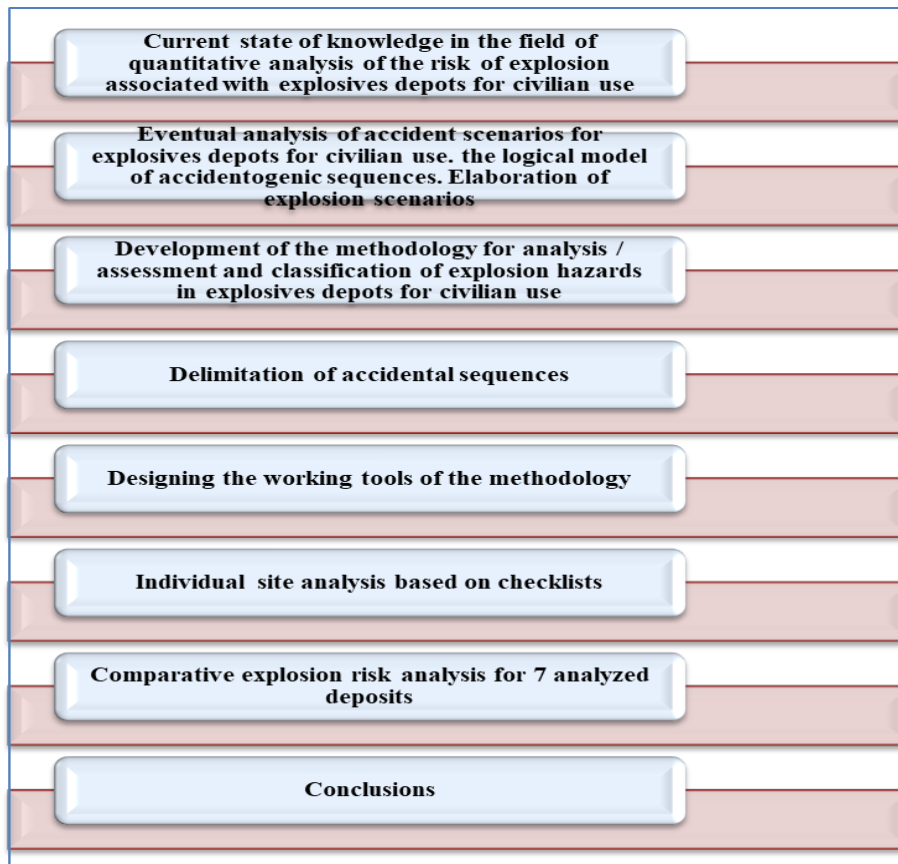 Current state of knowledge in the field of
quantitative analysis of the risk of explosion
associated with explosives depots for civilian use
Eventual analysis of accident scenarios for
explosives depots for civilian use. the logical model
of accidentogenic sequences. Elaboration of
explosion scenarios
Development of the methodology for analysis /
assessment and classification of explosion hazards
in explosives depots for civilian use
Delimitation of accidental sequences
Designing the working tools of the methodology
Individual site analysis based on checklists
Comparative explosion risk analysis for 7 analyzed
deposits
Conclusions